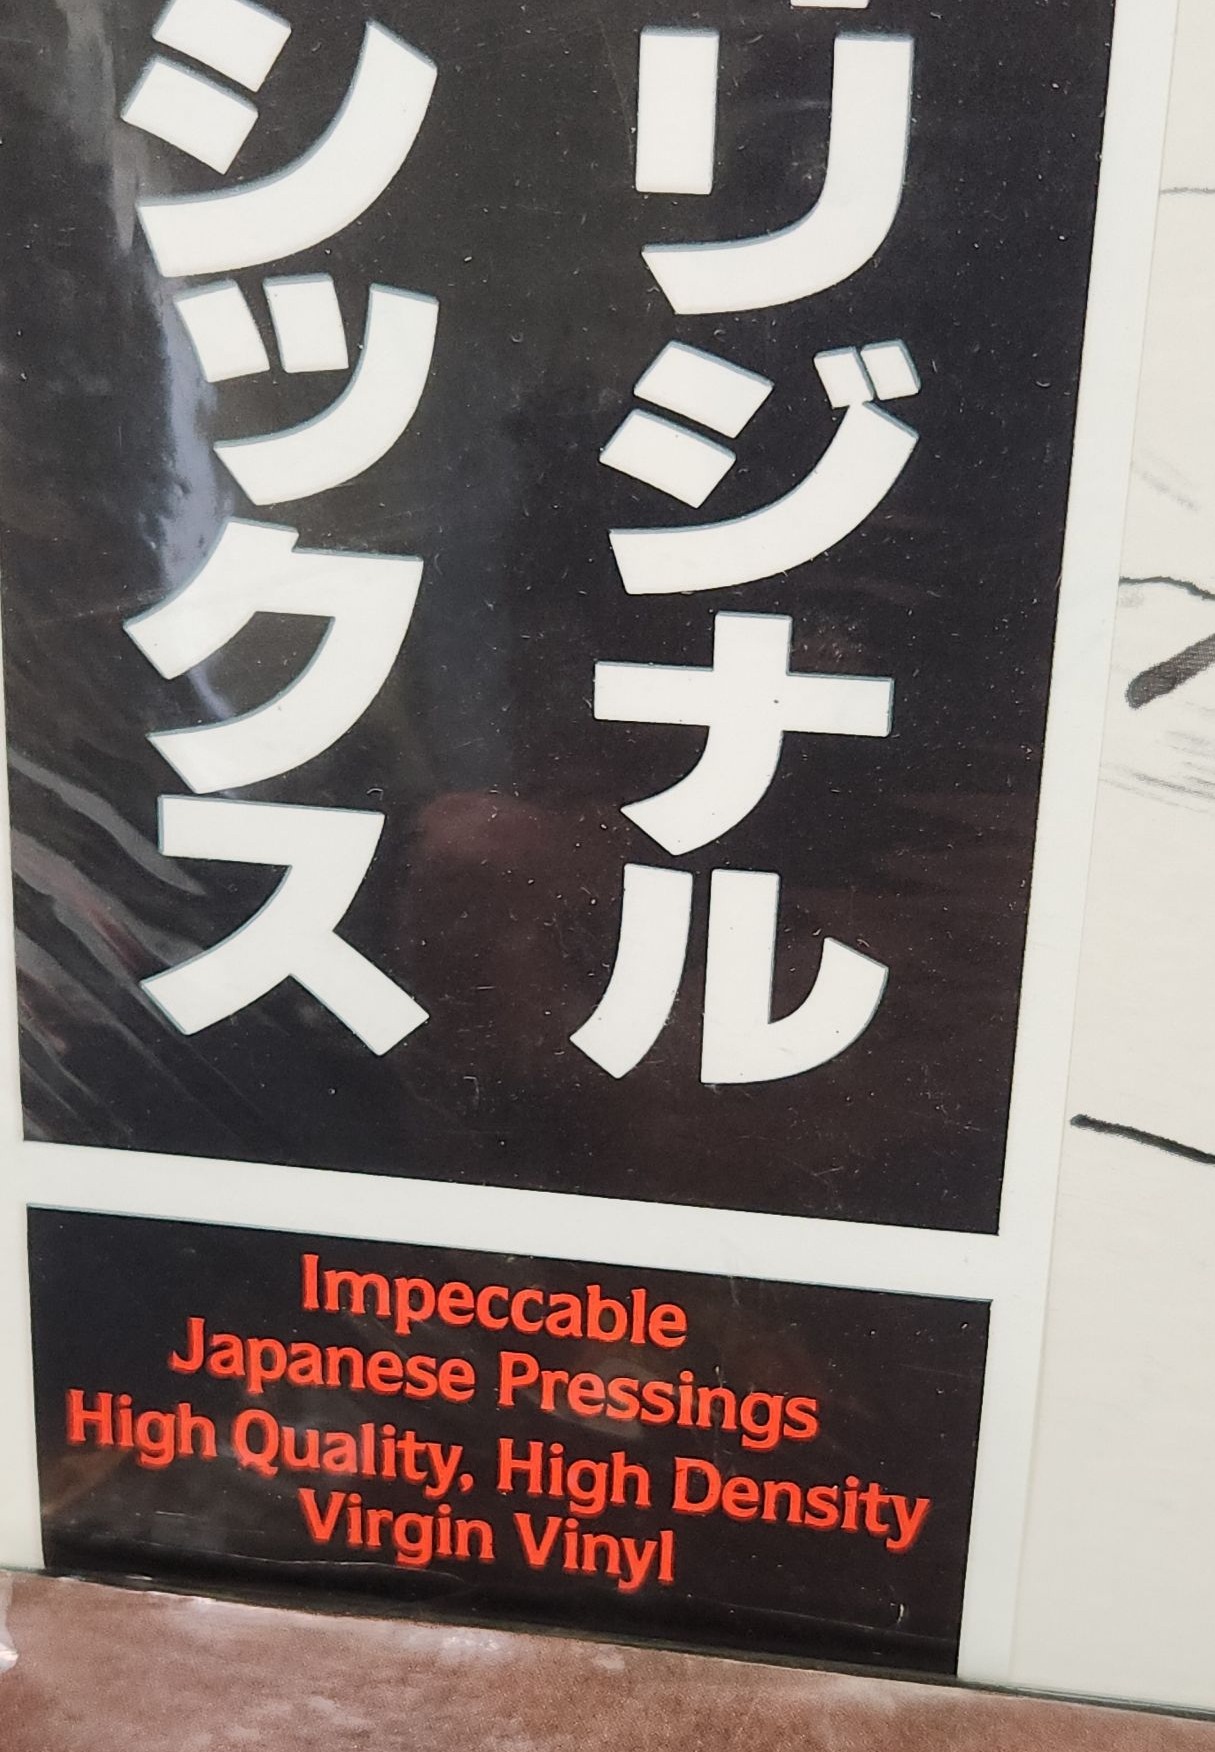 リジナル
シックス
Impeccable
Japanese Pressings
High Quality, High Density
Virgin Vinyl